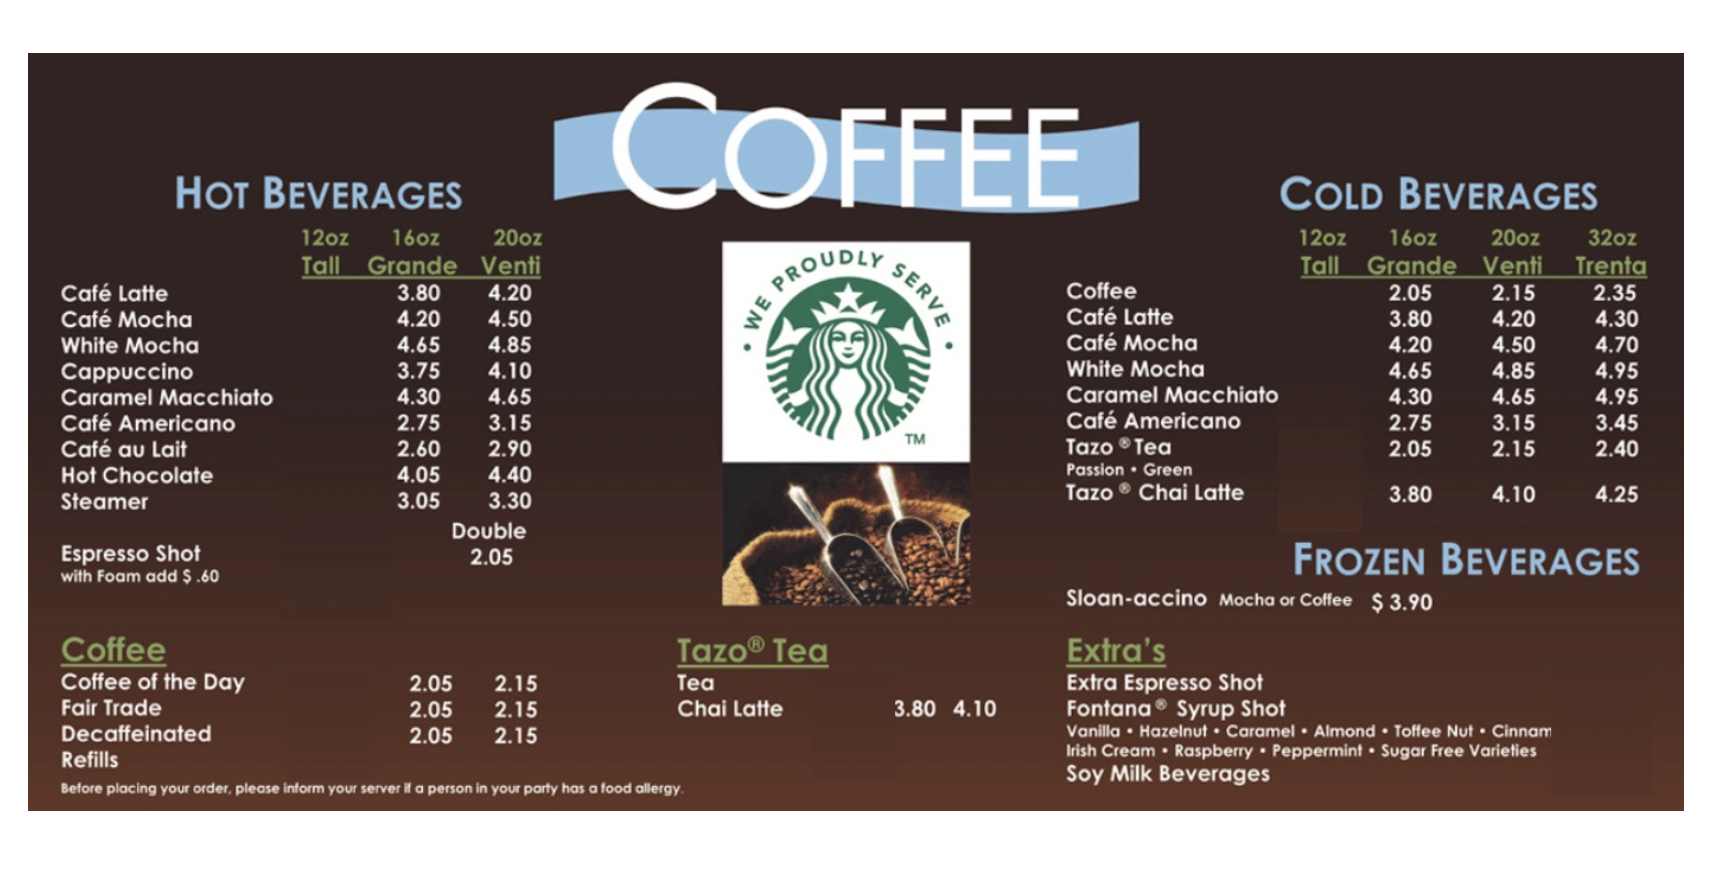 COFFEE
HOT BEVERAGES
12oz 16oz 20oz
Tall Grande Venti
Café Latte 3.80 4.20
Café Mocha 4.20 4.50
White Mocha 4.65 4.85
Cappuccino 3.75 4.10
Caramel Macchiato 4.30 4.65
Café Americano 2.75 3.15
Café au Lait 2.60 2.90
Hot Chocolate 4.05 4.40
Steamer 3.05 3.30
Double
Espresso Shot 2.05
with Foam add $ .60
• WE PROUDLY SERVE •
TM
COLD BEVERAGES
12oz 16oz 20oz 32oz
Tall Grande Venti Trenta
Coffee 2.05 2.15 2.35
Café Latte 3.80 4.20 4.30
Café Mocha 4.20 4.50 4.70
White Mocha 4.65 4.85 4.95
Caramel Macchiato 4.30 4.65 4.95
Café Americano 2.75 3.15 3.45
Tazo ® Tea 2.05 2.15 2.40
Passion • Green
Tazo ® Chai Latte 3.80 4.10 4.25
FROZEN BEVERAGES
Sloan-accino Mocha or Coffee $ 3.90
Coffee
Coffee of the Day 2.05 2.15
Fair Trade 2.05 2.15
Decaffeinated 2.05 2.15
Refills
Before placing your order, please inform your server if a person in your party has a food allergy.
Tazo® Tea
Tea
Chai Latte 3.80 4.10
Extra's
Extra Espresso Shot
Fontana® Syrup Shot
Vanilla • Hazelnut • Caramel • Almond • Toffee Nut • Cinnam
Irish Cream • Raspberry • Peppermint • Sugar Free Varieties
Soy Milk Beverages